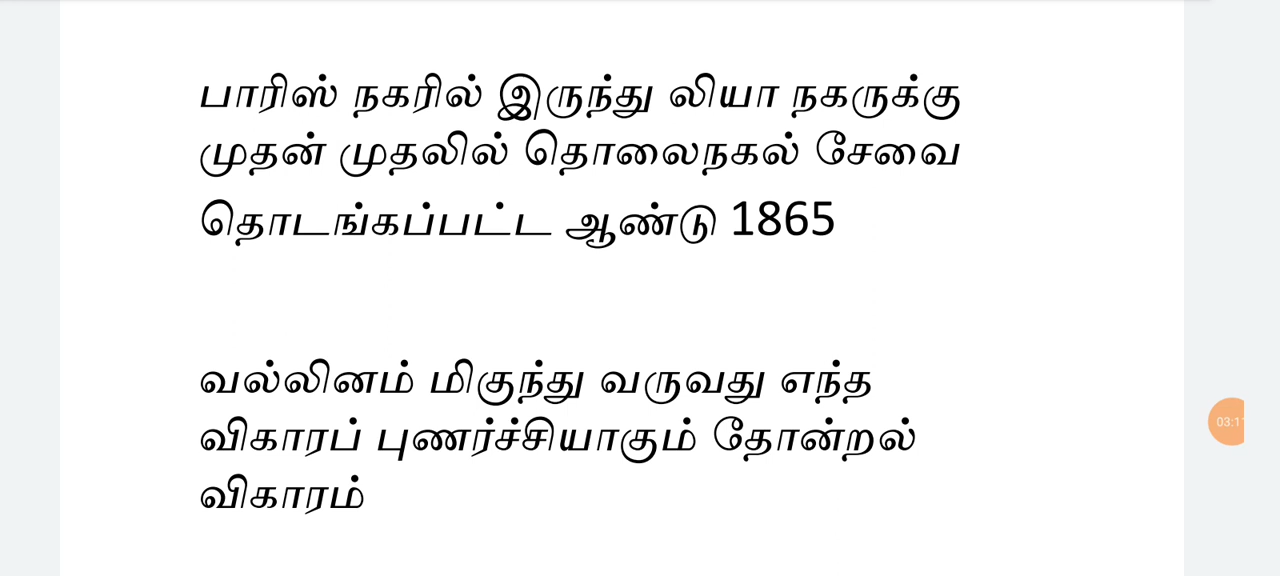 பாரிஸ் நகரில் இருந்து லியா நகருக்கு
முதன் முதலில் தொலைநகல் சேவை
தொடங்கப்பட்ட ஆண்டு 1865
வல்லினம் மிகுந்து வருவது எந்த
விகாரப் புணர்ச்சியாகும் தோன்றல்
விகாரம்